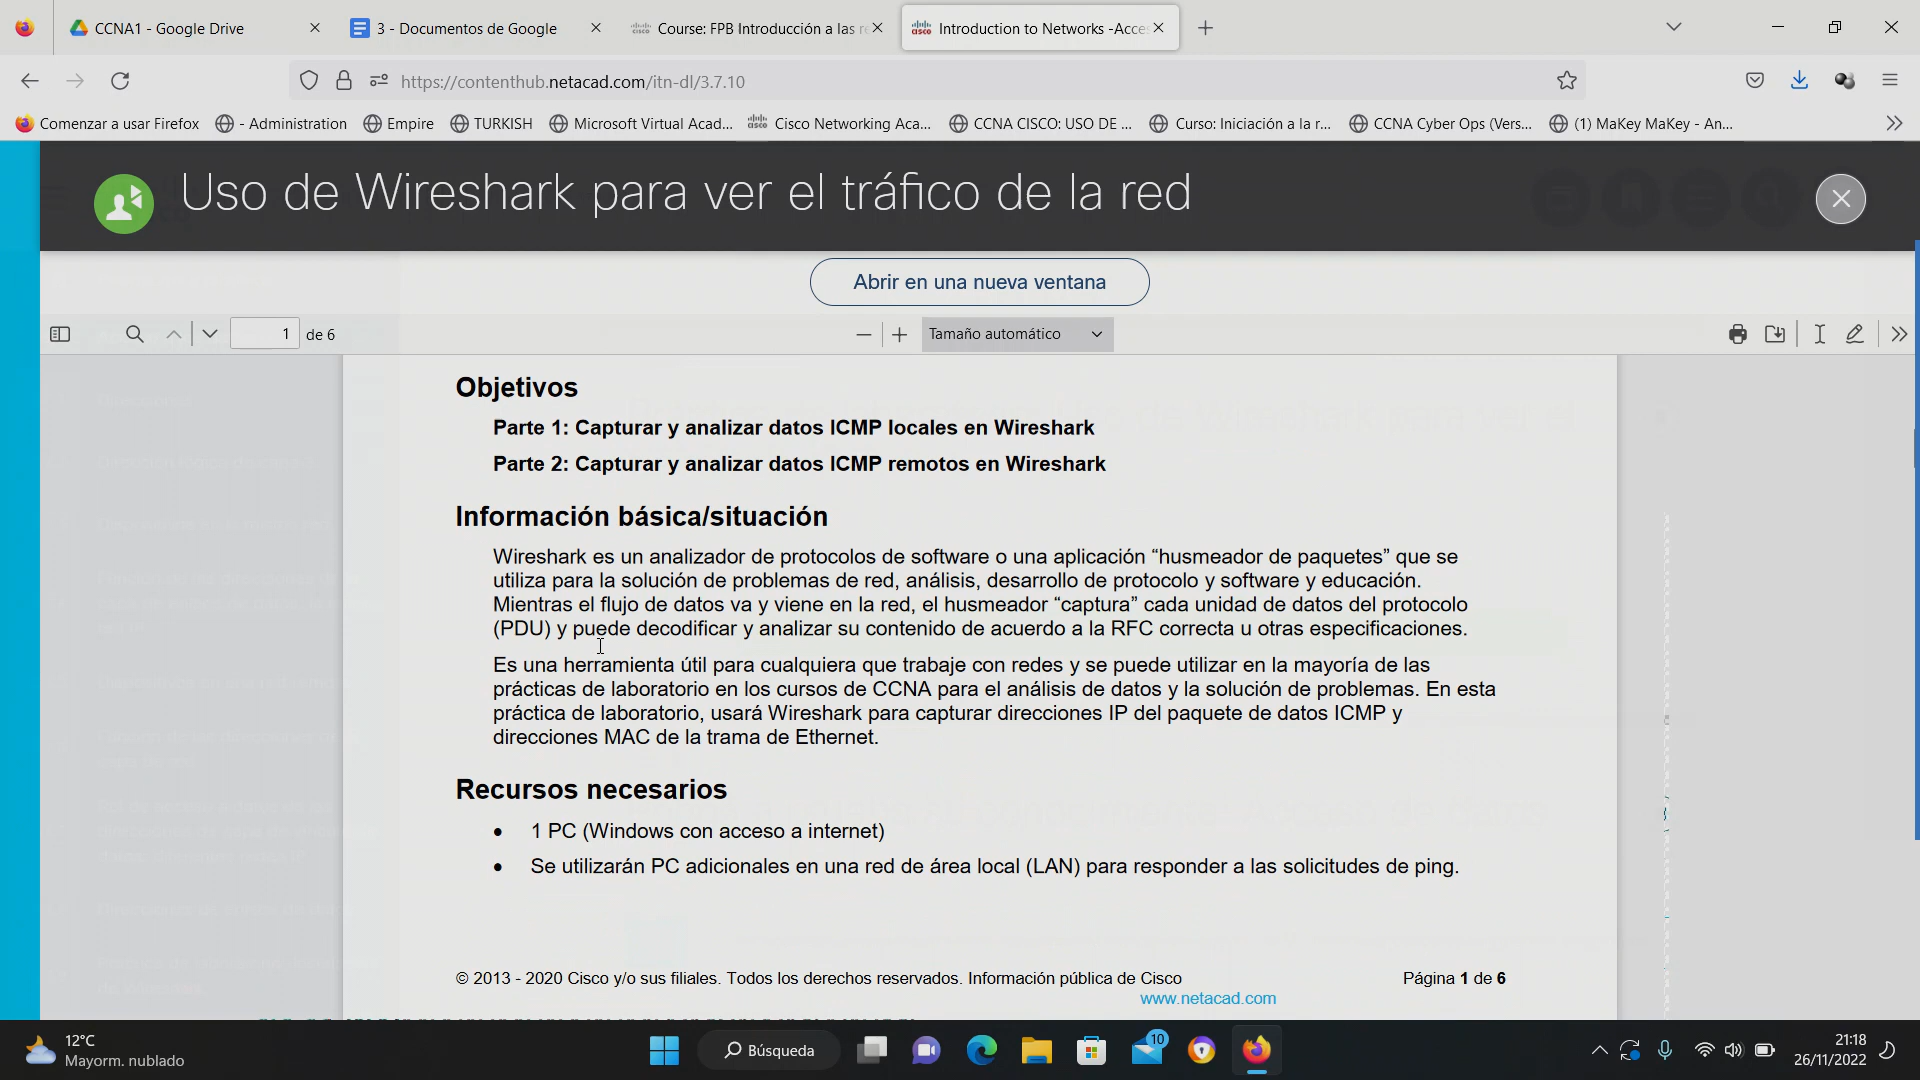 CCNA1 - Google Drive
3 - Documentos de Google
Course: FPB Introducción a las re
Introduction to Networks -Acce
https://contenthub.netacad.com/itn-dl/3.7.10
Comenzar a usar Firefox
- Administration
Empire
TURKISH
Microsoft Virtual Acad...
Cisco Networking Aca...
CCNA CISCO: USO DE ...
Curso: Iniciación a la r...
CCNA Cyber Ops (Vers...
(1) MaKey MaKey - An...
Uso de Wireshark para ver el tráfico de la red
Abrir en una nueva ventana
1 de 6
Tamaño automático
Objetivos
Parte 1: Capturar y analizar datos ICMP locales en Wireshark
Parte 2: Capturar y analizar datos ICMP remotos en Wireshark
Información básica/situación
Wireshark es un analizador de protocolos de software o una aplicación “husmeador de paquetes” que se
utiliza para la solución de problemas de red, análisis, desarrollo de protocolo y software y educación.
Mientras el flujo de datos va y viene en la red, el husmeador “captura” cada unidad de datos del protocolo
(PDU) y puede decodificar y analizar su contenido de acuerdo a la RFC correcta u otras especificaciones.
Es una herramienta útil para cualquiera que trabaje con redes y se puede utilizar en la mayoría de las
prácticas de laboratorio en los cursos de CCNA para el análisis de datos y la solución de problemas. En esta
práctica de laboratorio, usará Wireshark para capturar direcciones IP del paquete de datos ICMP y
direcciones MAC de la trama de Ethernet.
Recursos necesarios
• 1 PC (Windows con acceso a internet)
• Se utilizarán PC adicionales en una red de área local (LAN) para responder a las solicitudes de ping.
© 2013 - 2020 Cisco y/o sus filiales. Todos los derechos reservados. Información pública de Cisco
Página 1 de 6
www.netacad.com
12°C
Mayorm. nublado
Búsqueda
10
21:18
26/11/2022